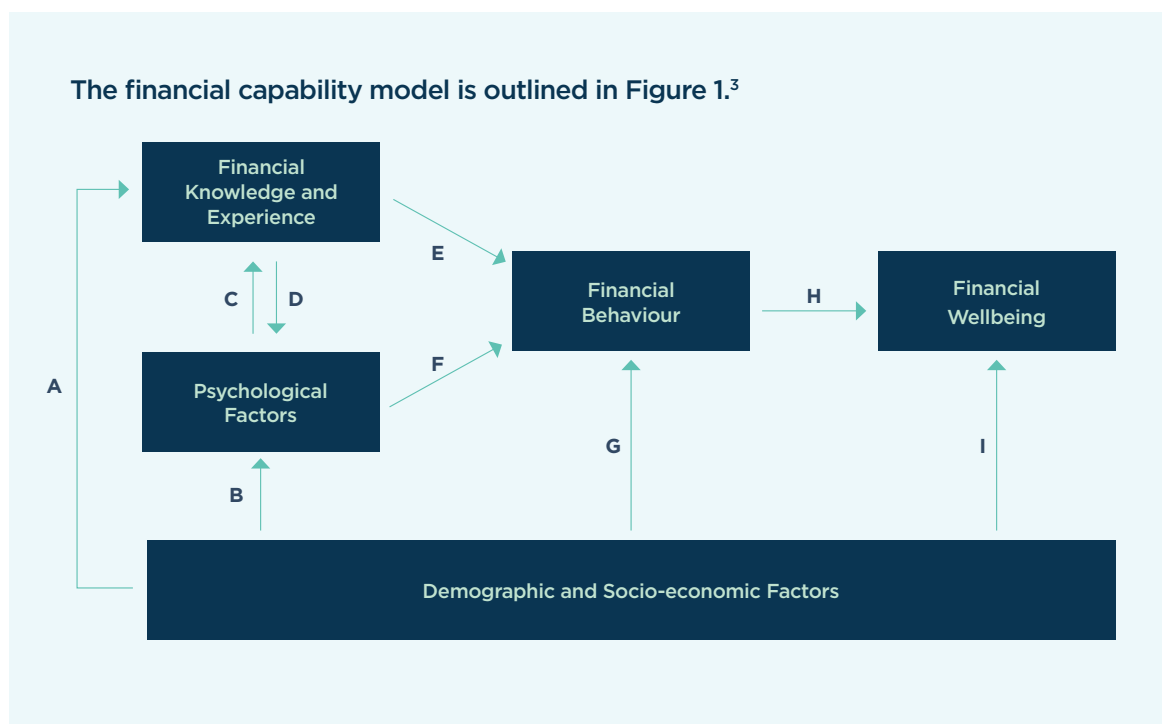 The financial capability model is outlined in Figure 1.³
Financial
Knowledge and
Experience
E
C
D
Financial
Behaviour
H
Financial
Wellbeing
F
A
Psychological
Factors
G
I
B
Demographic and Socio-economic Factors